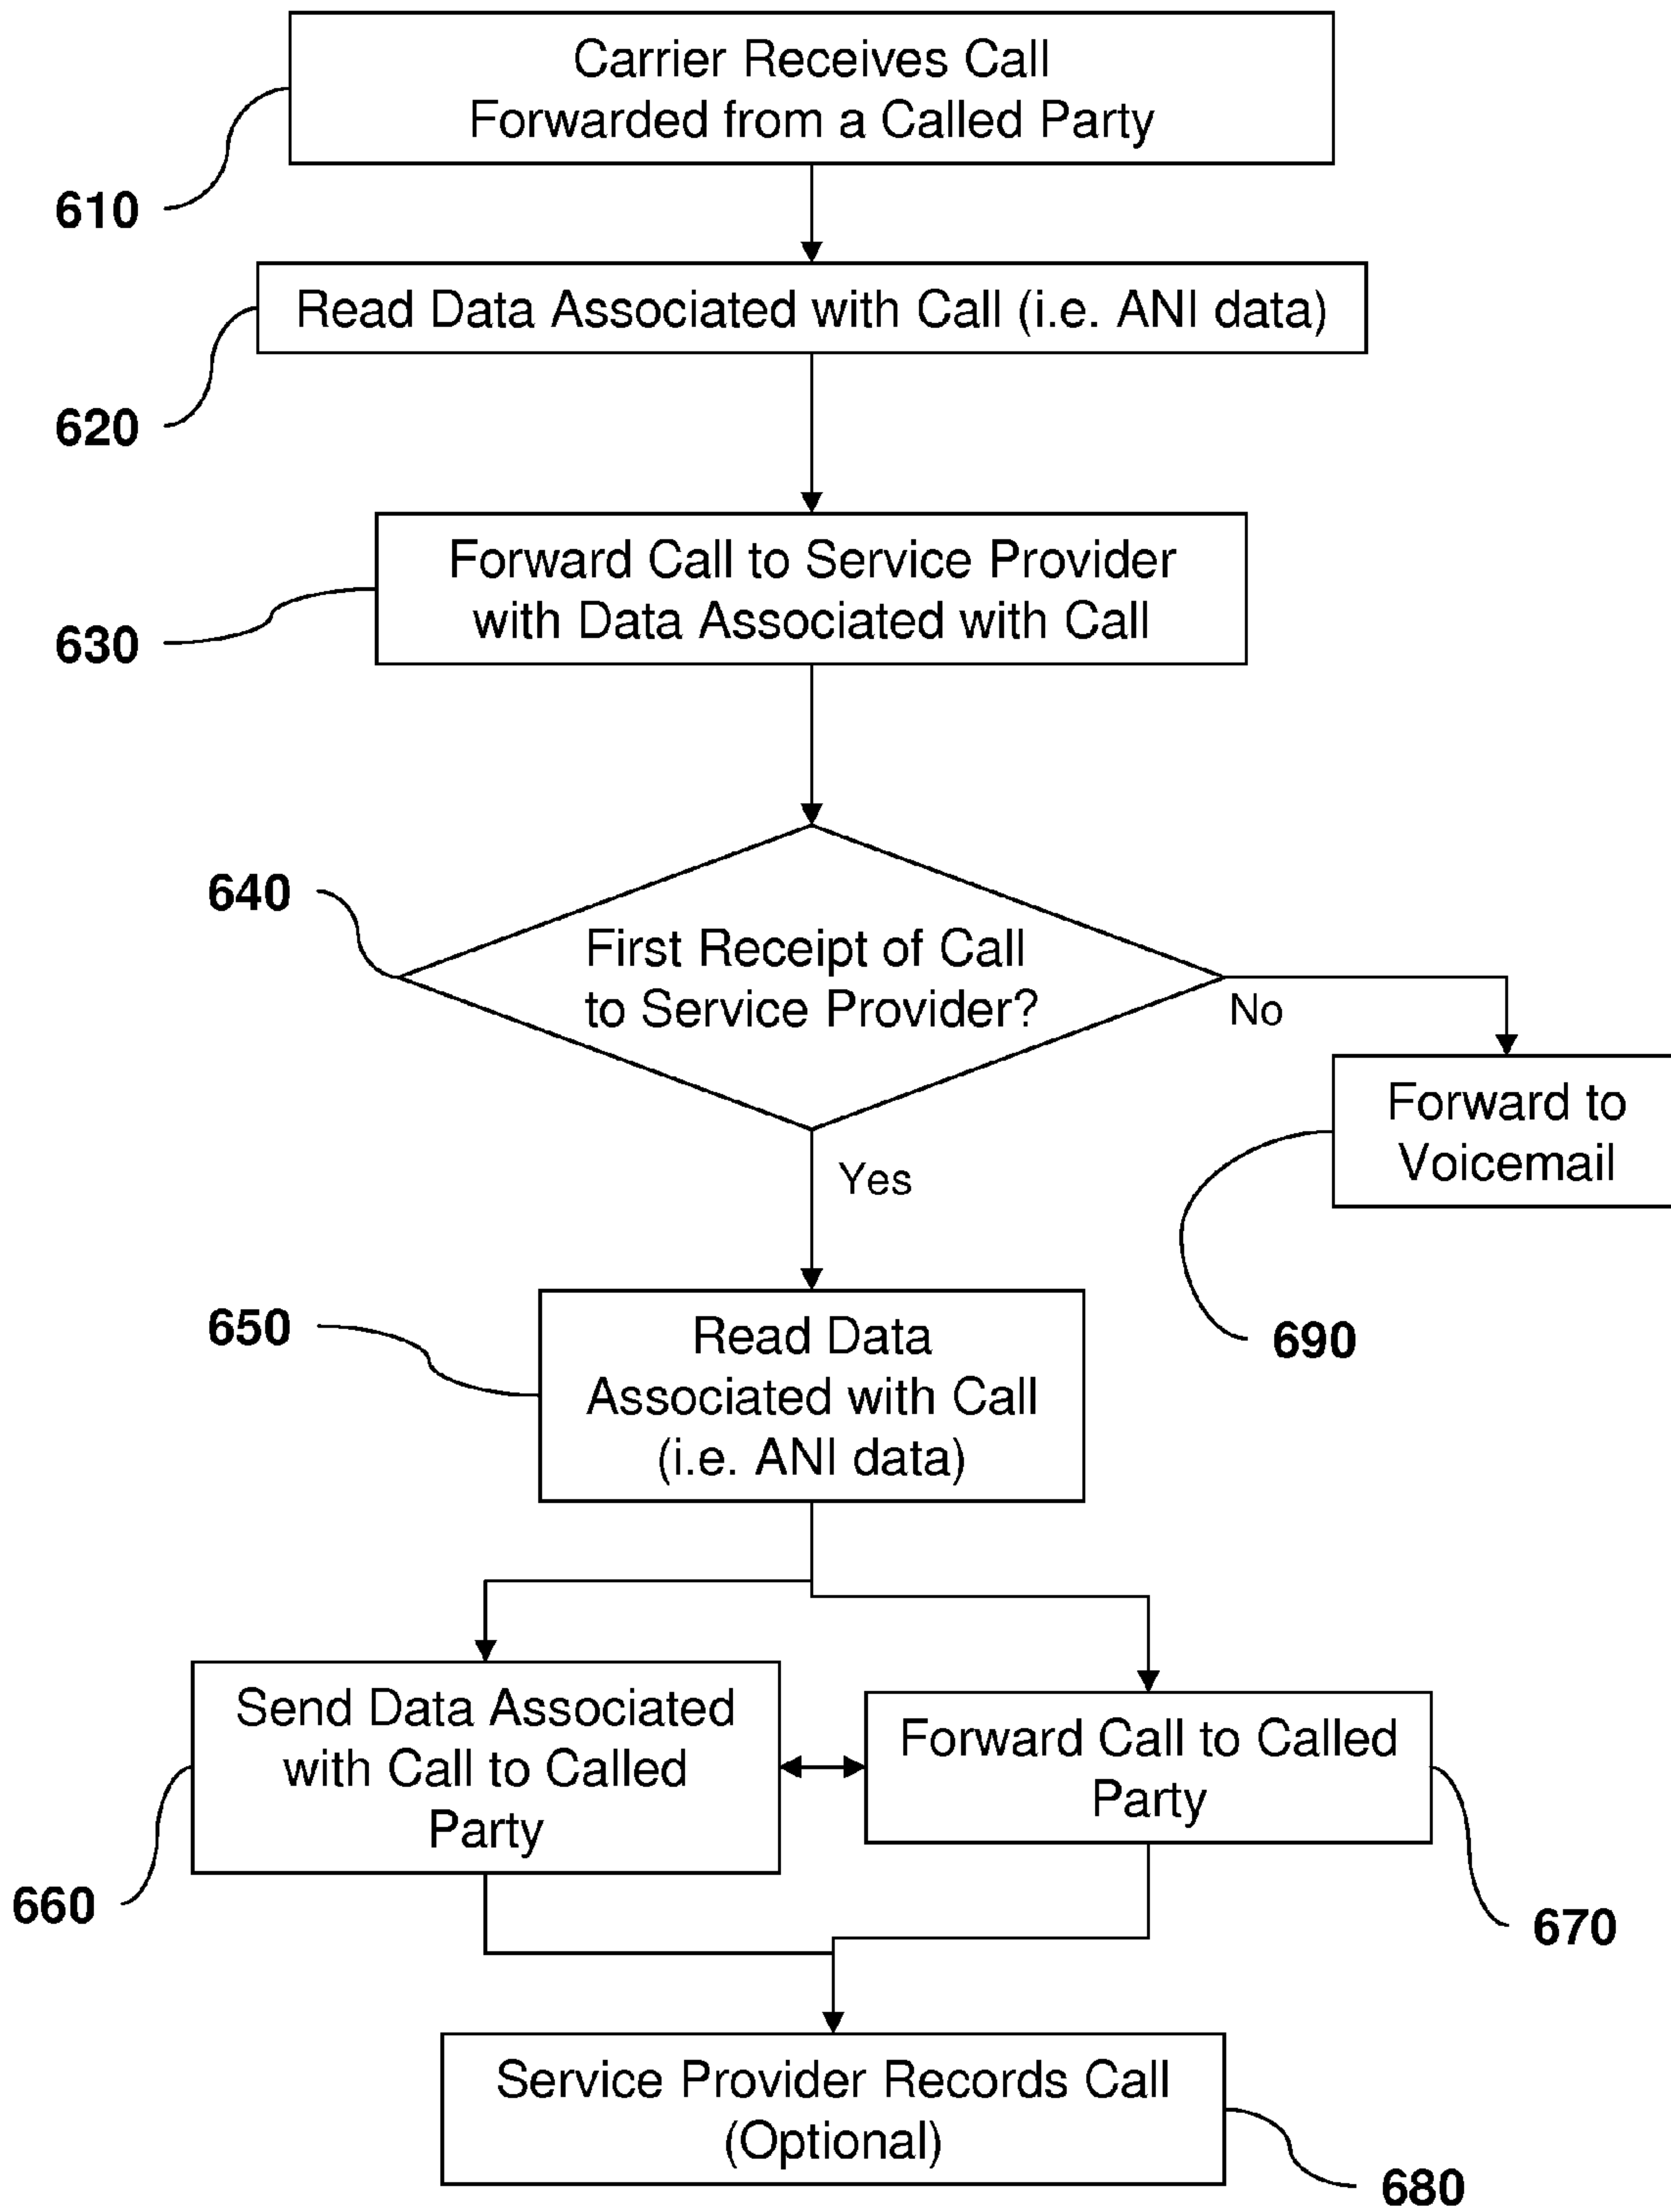 Carrier Receives Call
Forwarded from a Called Party
610
Read Data Associated with Call (i.e. ANI data)
620
Forward Call to Service Provider
with Data Associated with Call
630
640
First Receipt of Call
to Service Provider?
No
Forward to
Voicemail
Yes
690
650
Read Data
Associated with Call
(i.e. ANI data)
Send Data Associated
with Call to Called
Party
Forward Call to Called
Party
660
670
Service Provider Records Call
(Optional)
680